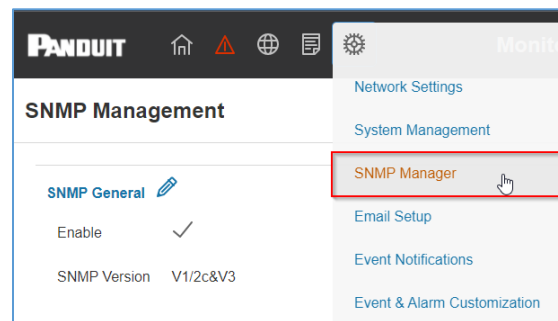 PANDUIT
Monit
SNMP Management
Network Settings
System Management
SNMP Manager
Email Setup
Event Notifications
Event & Alarm Customization
SNMP General
Enable
SNMP Version V1/2c&V3